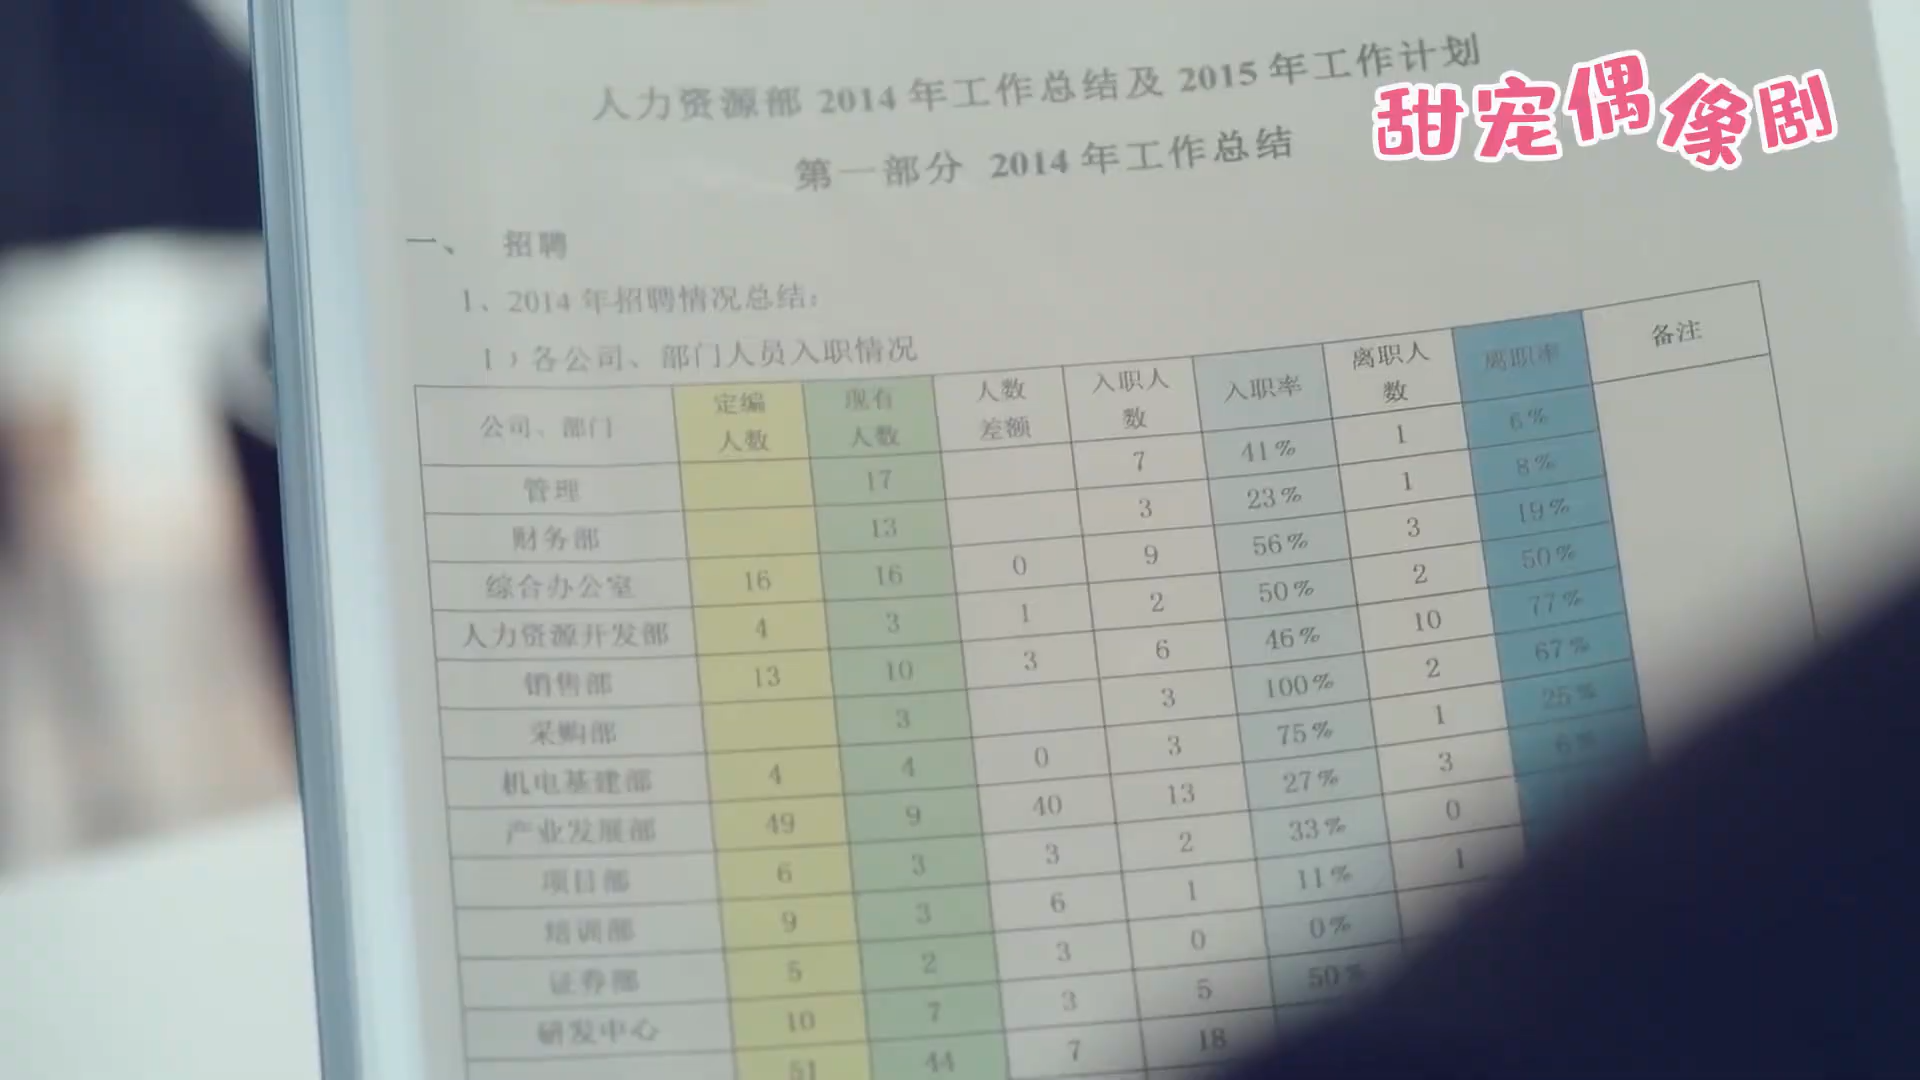 人力资源部 2014 年工作总结及 2015 年工作计划
甜宠偶像剧
第一部分 2014 年工作总结
一、 招聘
1、2014 年招聘情况总结：
1）各公司、部门人员入职情况
公司、部门 定编人数 现有人数 人数差额 入职人数 入职率 离职人数 离职率 备注
管理 17 7 41% 1 6%
财务部 13 3 23% 1 8%
综合办公室 16 16 0 9 56% 3 19%
人力资源开发部 4 3 1 2 50% 2 50%
销售部 13 10 3 6 46% 10 77%
采购部 3 3 100% 2 67%
机电基建部 4 4 0 3 75% 1 25%
产业发展部 49 9 40 13 27% 3 6%
项目部 6 3 3 2 33% 0
培训部 9 3 6 1 11% 1
证券部 5 2 3 0 0%
研发中心 10 7 3 5 50%
51 44 7 18